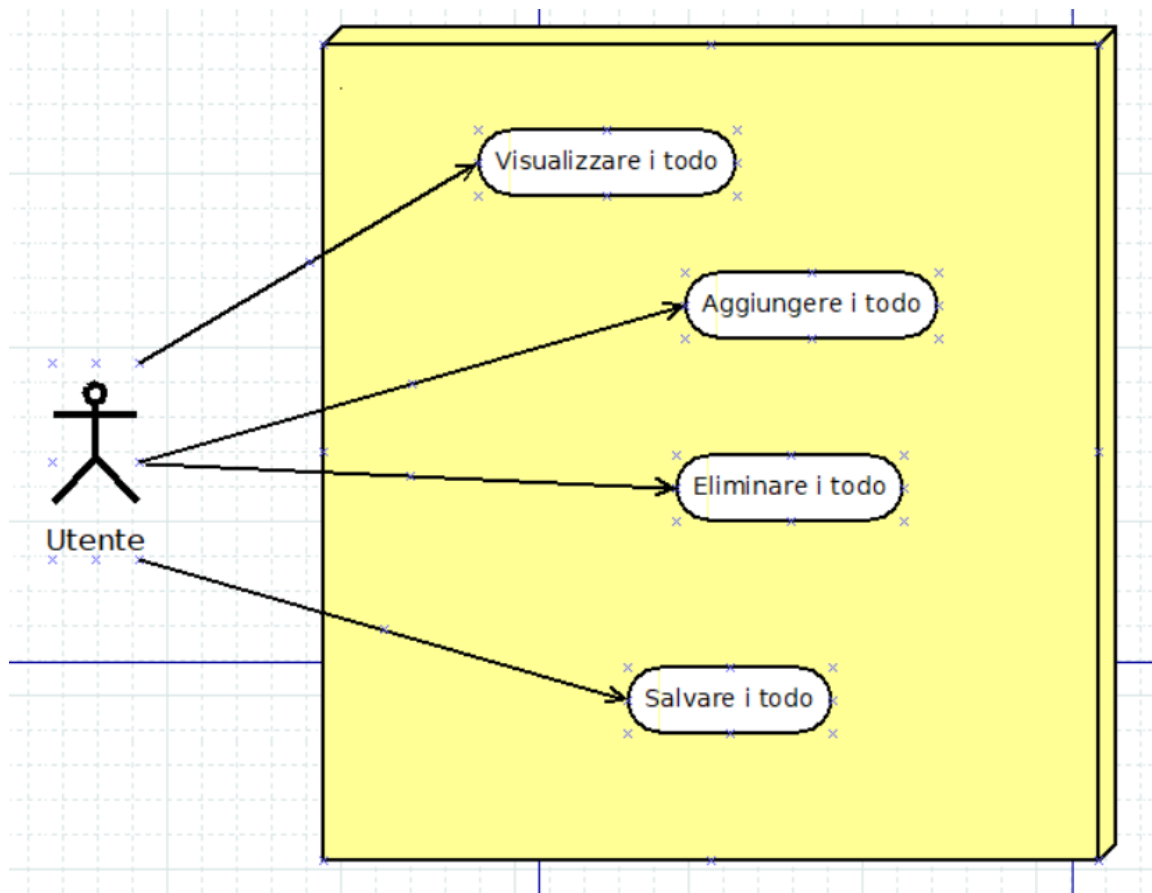 Visualizzare i todo
Aggiungere i todo
Eliminare i todo
Utente
Salvare i todo